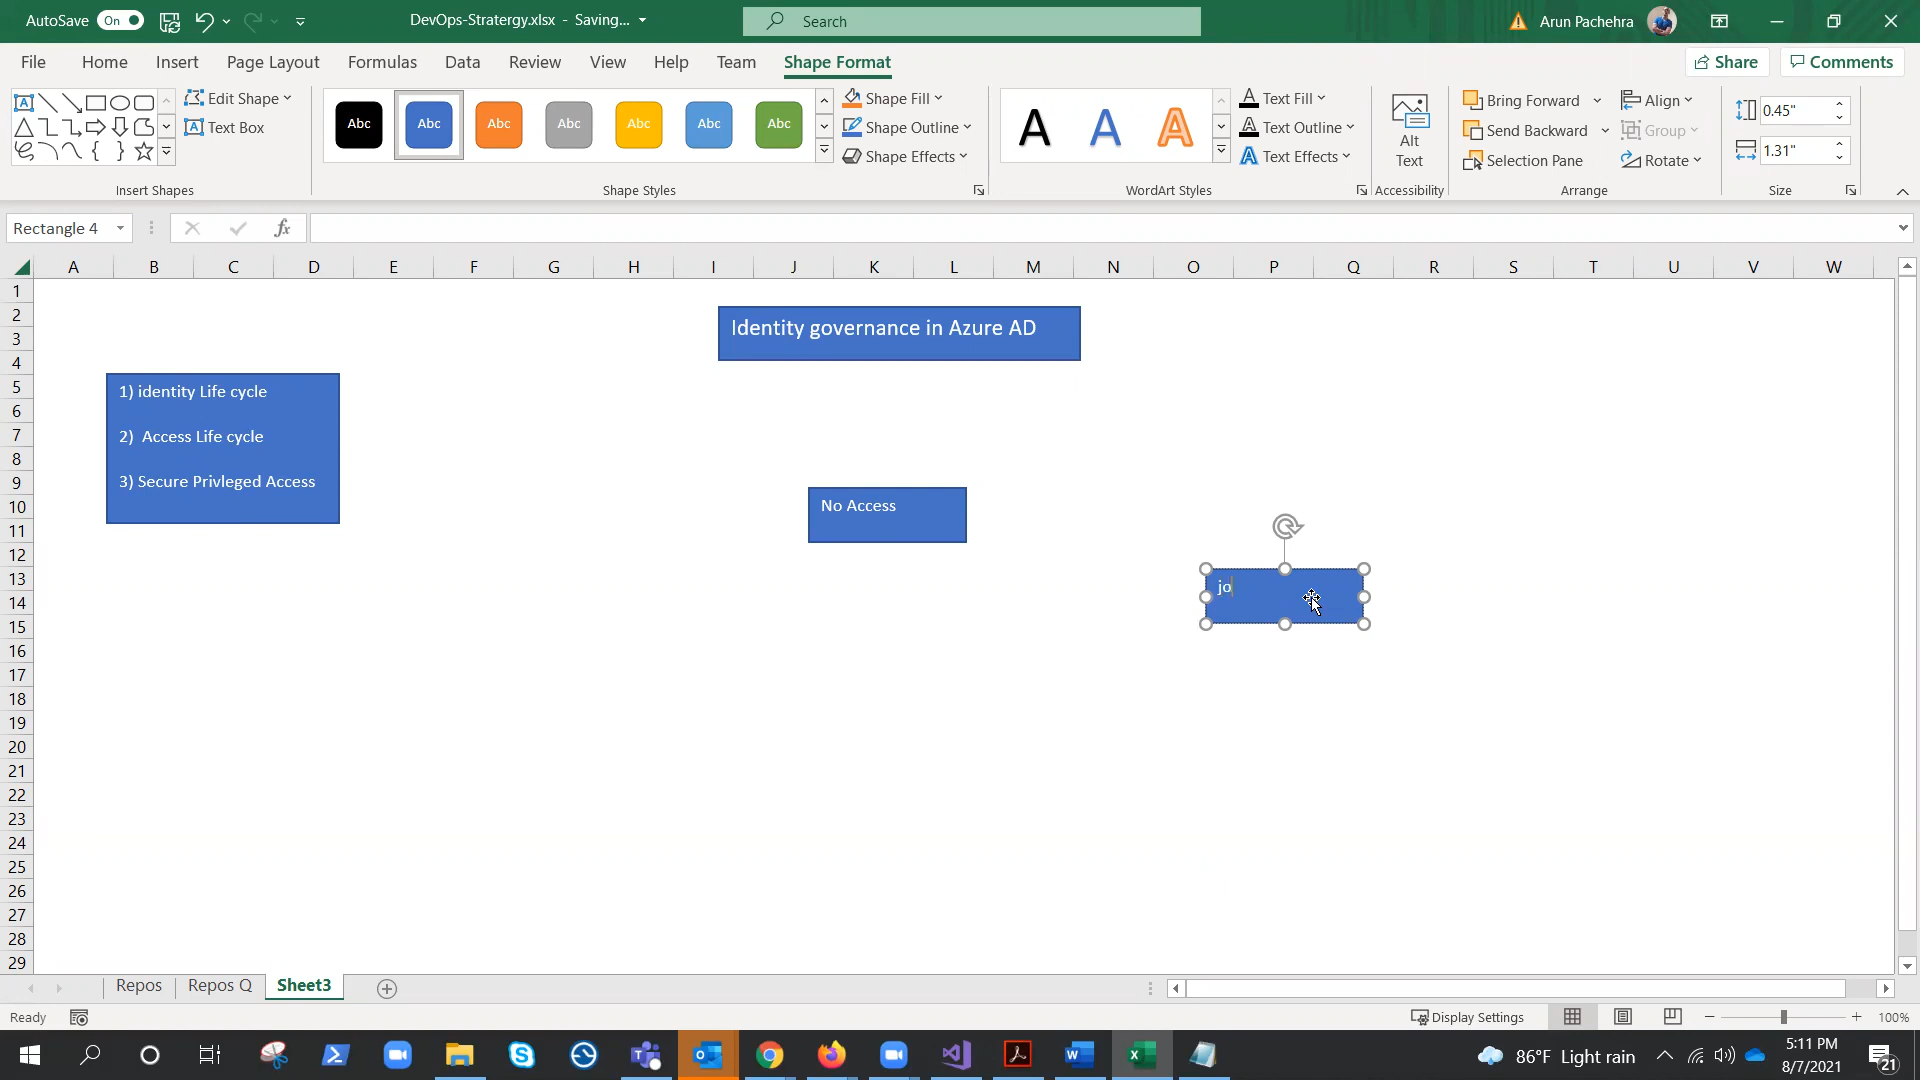 AutoSave On DevOps-Stratergy.xlsx - Saving... Search Arun Pachehra
File Home Insert Page Layout Formulas Data Review View Help Team Shape Format Share Comments
Edit Shape
Text Box
Insert Shapes
Abc Abc Abc Abc Abc Abc Abc
Shape Fill
Shape Outline
Shape Effects
Shape Styles
A A A
Text Fill
Text Outline
Text Effects
WordArt Styles
Alt
Text
Accessibility
Bring Forward
Send Backward
Selection Pane
Align
Group
Rotate
Arrange
0.45"
1.31"
Size
Rectangle 4 fx
A B C D E F G H I J K L M N O P Q R S T U V W
1
2
3
4
5
6
7
8
9
10
11
12
13
14
15
16
17
18
19
20
21
22
23
24
25
26
27
28
29
Identity governance in Azure AD
1) identity Life cycle
2) Access Life cycle
3) Secure Privleged Access
No Access
jo
Repos Repos Q Sheet3
Ready Display Settings 100%
86°F Light rain
5:11 PM
8/7/2021
21